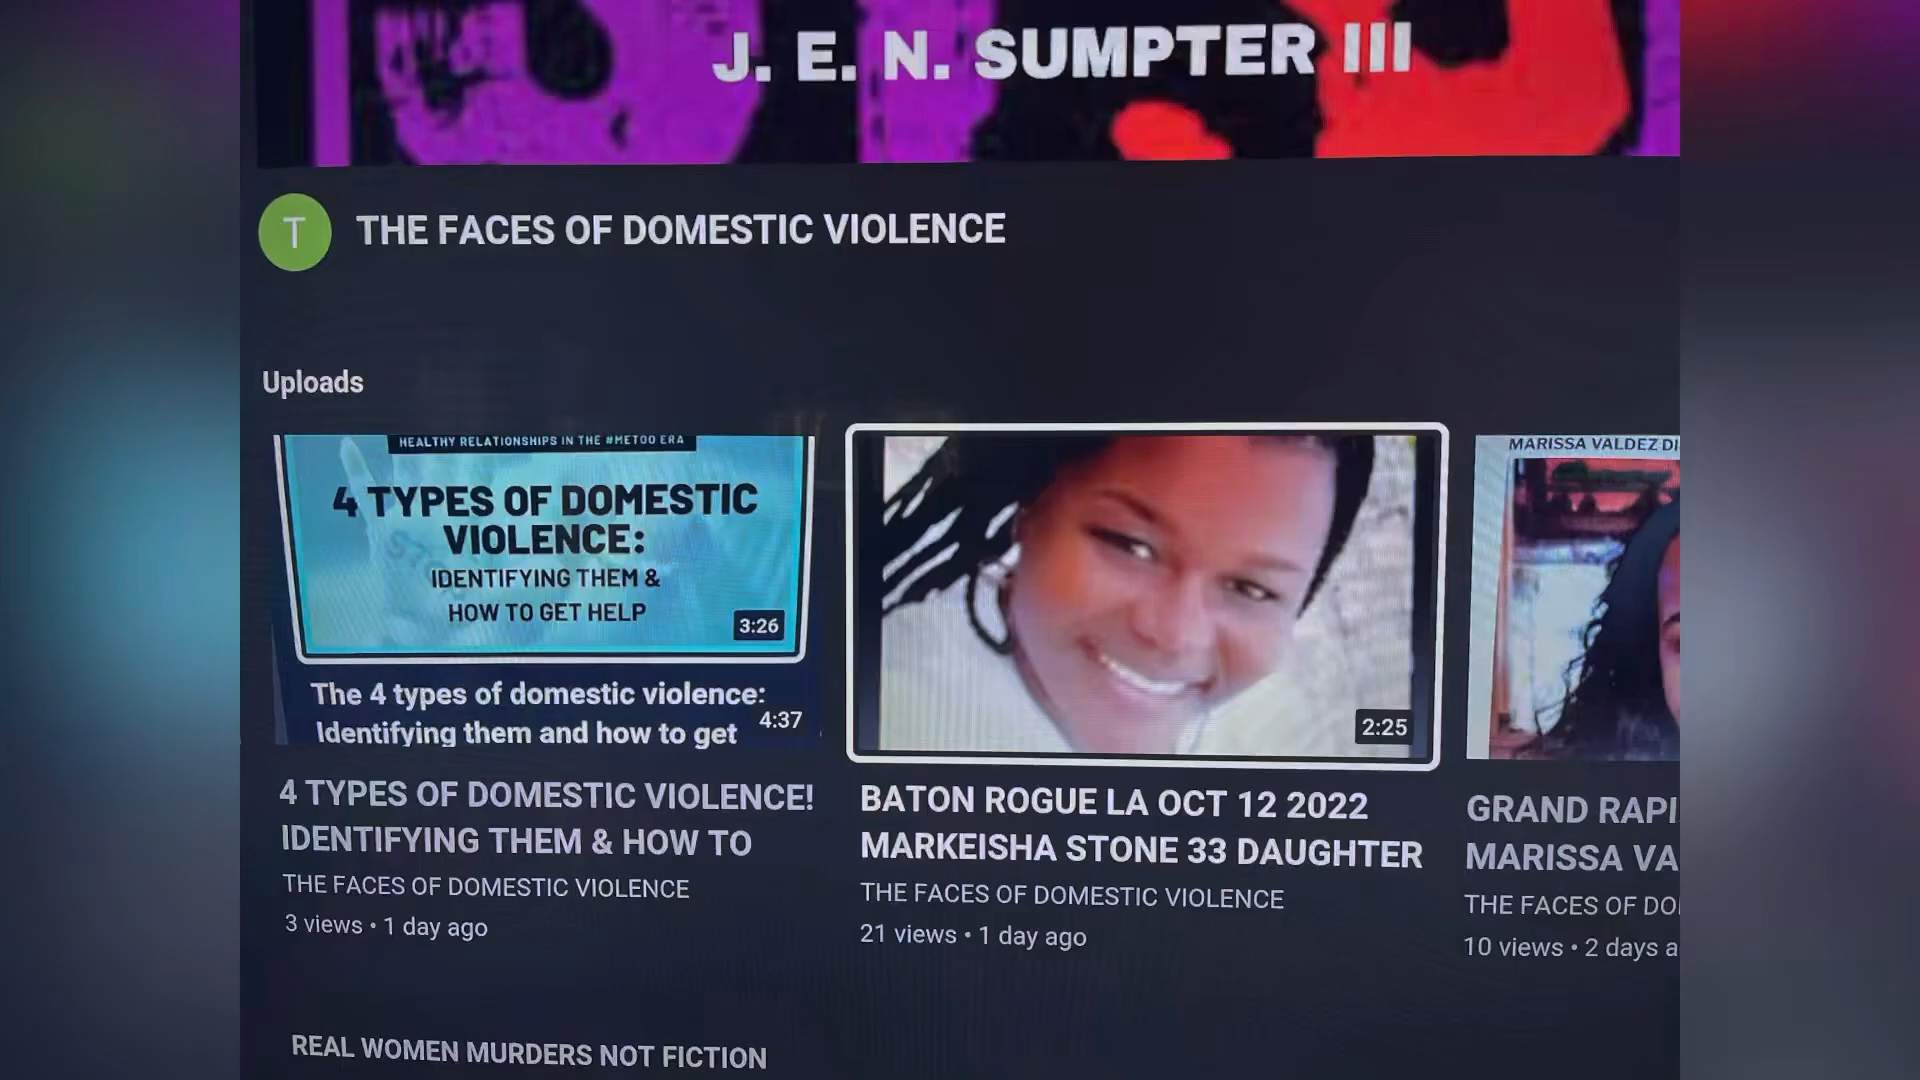 J. E. N. SUMPTER III
T
THE FACES OF DOMESTIC VIOLENCE
Uploads
HEALTHY RELATIONSHIPS IN THE #METOO ERA
4 TYPES OF DOMESTIC
VIOLENCE:
IDENTIFYING THEM &
HOW TO GET HELP
3:26
The 4 types of domestic violence:
Identifying them and how to get
4:37
4 TYPES OF DOMESTIC VIOLENCE!
IDENTIFYING THEM & HOW TO
THE FACES OF DOMESTIC VIOLENCE
3 views • 1 day ago
2:25
BATON ROGUE LA OCT 12 2022
MARKEISHA STONE 33 DAUGHTER
THE FACES OF DOMESTIC VIOLENCE
21 views • 1 day ago
MARISSA VALDEZ DI
GRAND RAPI
MARISSA VA
THE FACES OF DO
10 views • 2 days a
REAL WOMEN MURDERS NOT FICTION